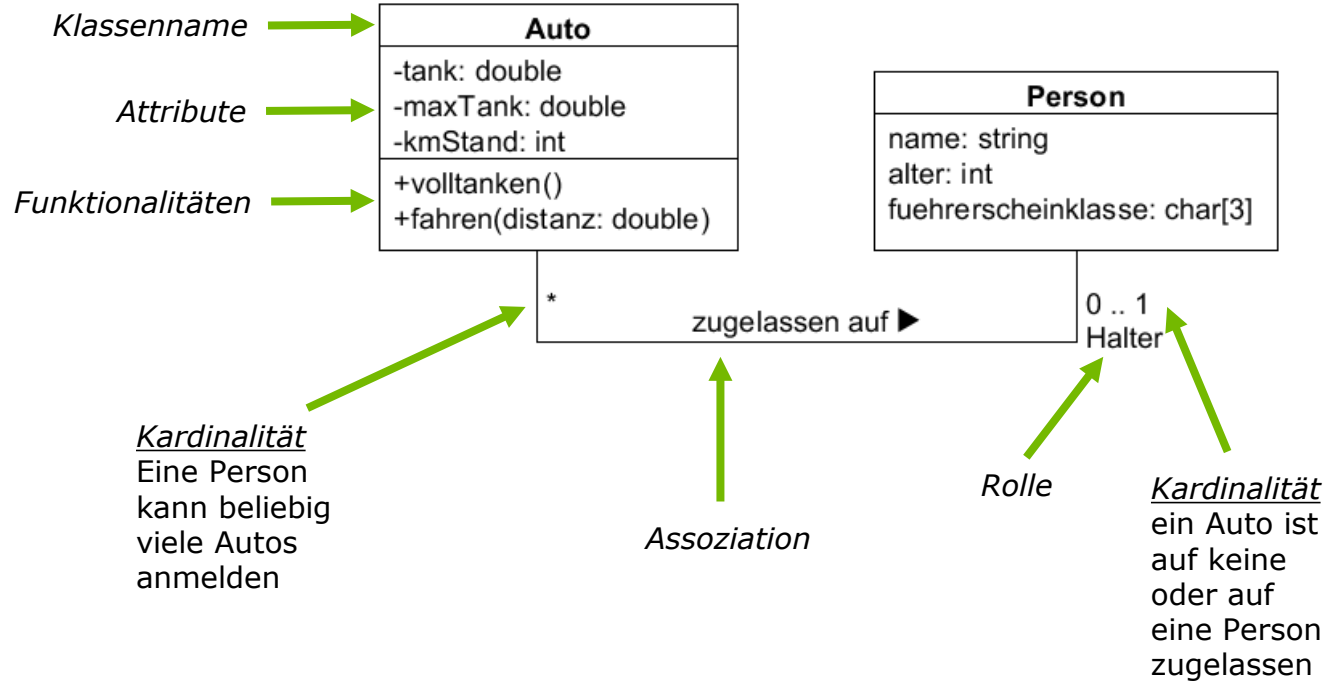 Klassenname
Attribute
Funktionalitäten
Auto
-tank: double
-maxTank: double
-kmStand: int
+volltanken()
+fahren(distanz: double)
Person
name: string
alter: int
fuehrerscheinklasse: char[3]
*
zugelassen auf ▶
0 .. 1
Halter
Kardinalität
Eine Person
kann beliebig
viele Autos
anmelden
Assoziation
Rolle
Kardinalität
ein Auto ist
auf keine
oder auf
eine Person
zugelassen